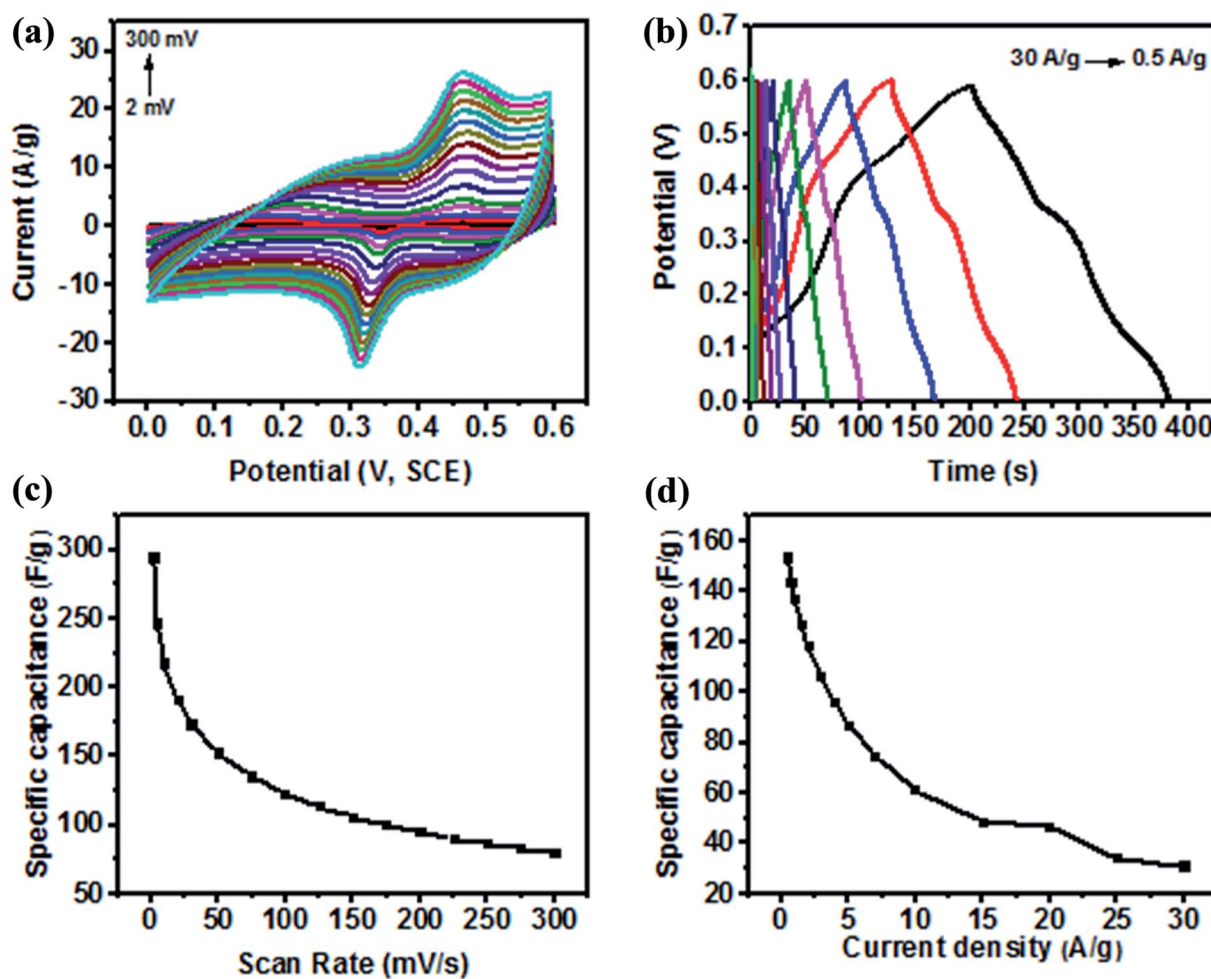 (a)
300 mV
2 mV
30
20
10
0
-10
-20
-30
Current (A/g)
0.0 0.1 0.2 0.3 0.4 0.5 0.6
Potential (V, SCE)
(b)
30 A/g 0.5 A/g
0.7
0.6
0.5
0.4
0.3
0.2
0.1
0.0
Potential (V)
0 50 100 150 200 250 300 350 400
Time (s)
(c)
300
250
200
150
100
50
Specific capacitance (F/g)
0 50 100 150 200 250 300
Scan Rate (mV/s)
(d)
160
140
120
100
80
60
40
20
Specific capacitance (F/g)
0 5 10 15 20 25 30
Current density (A/g)